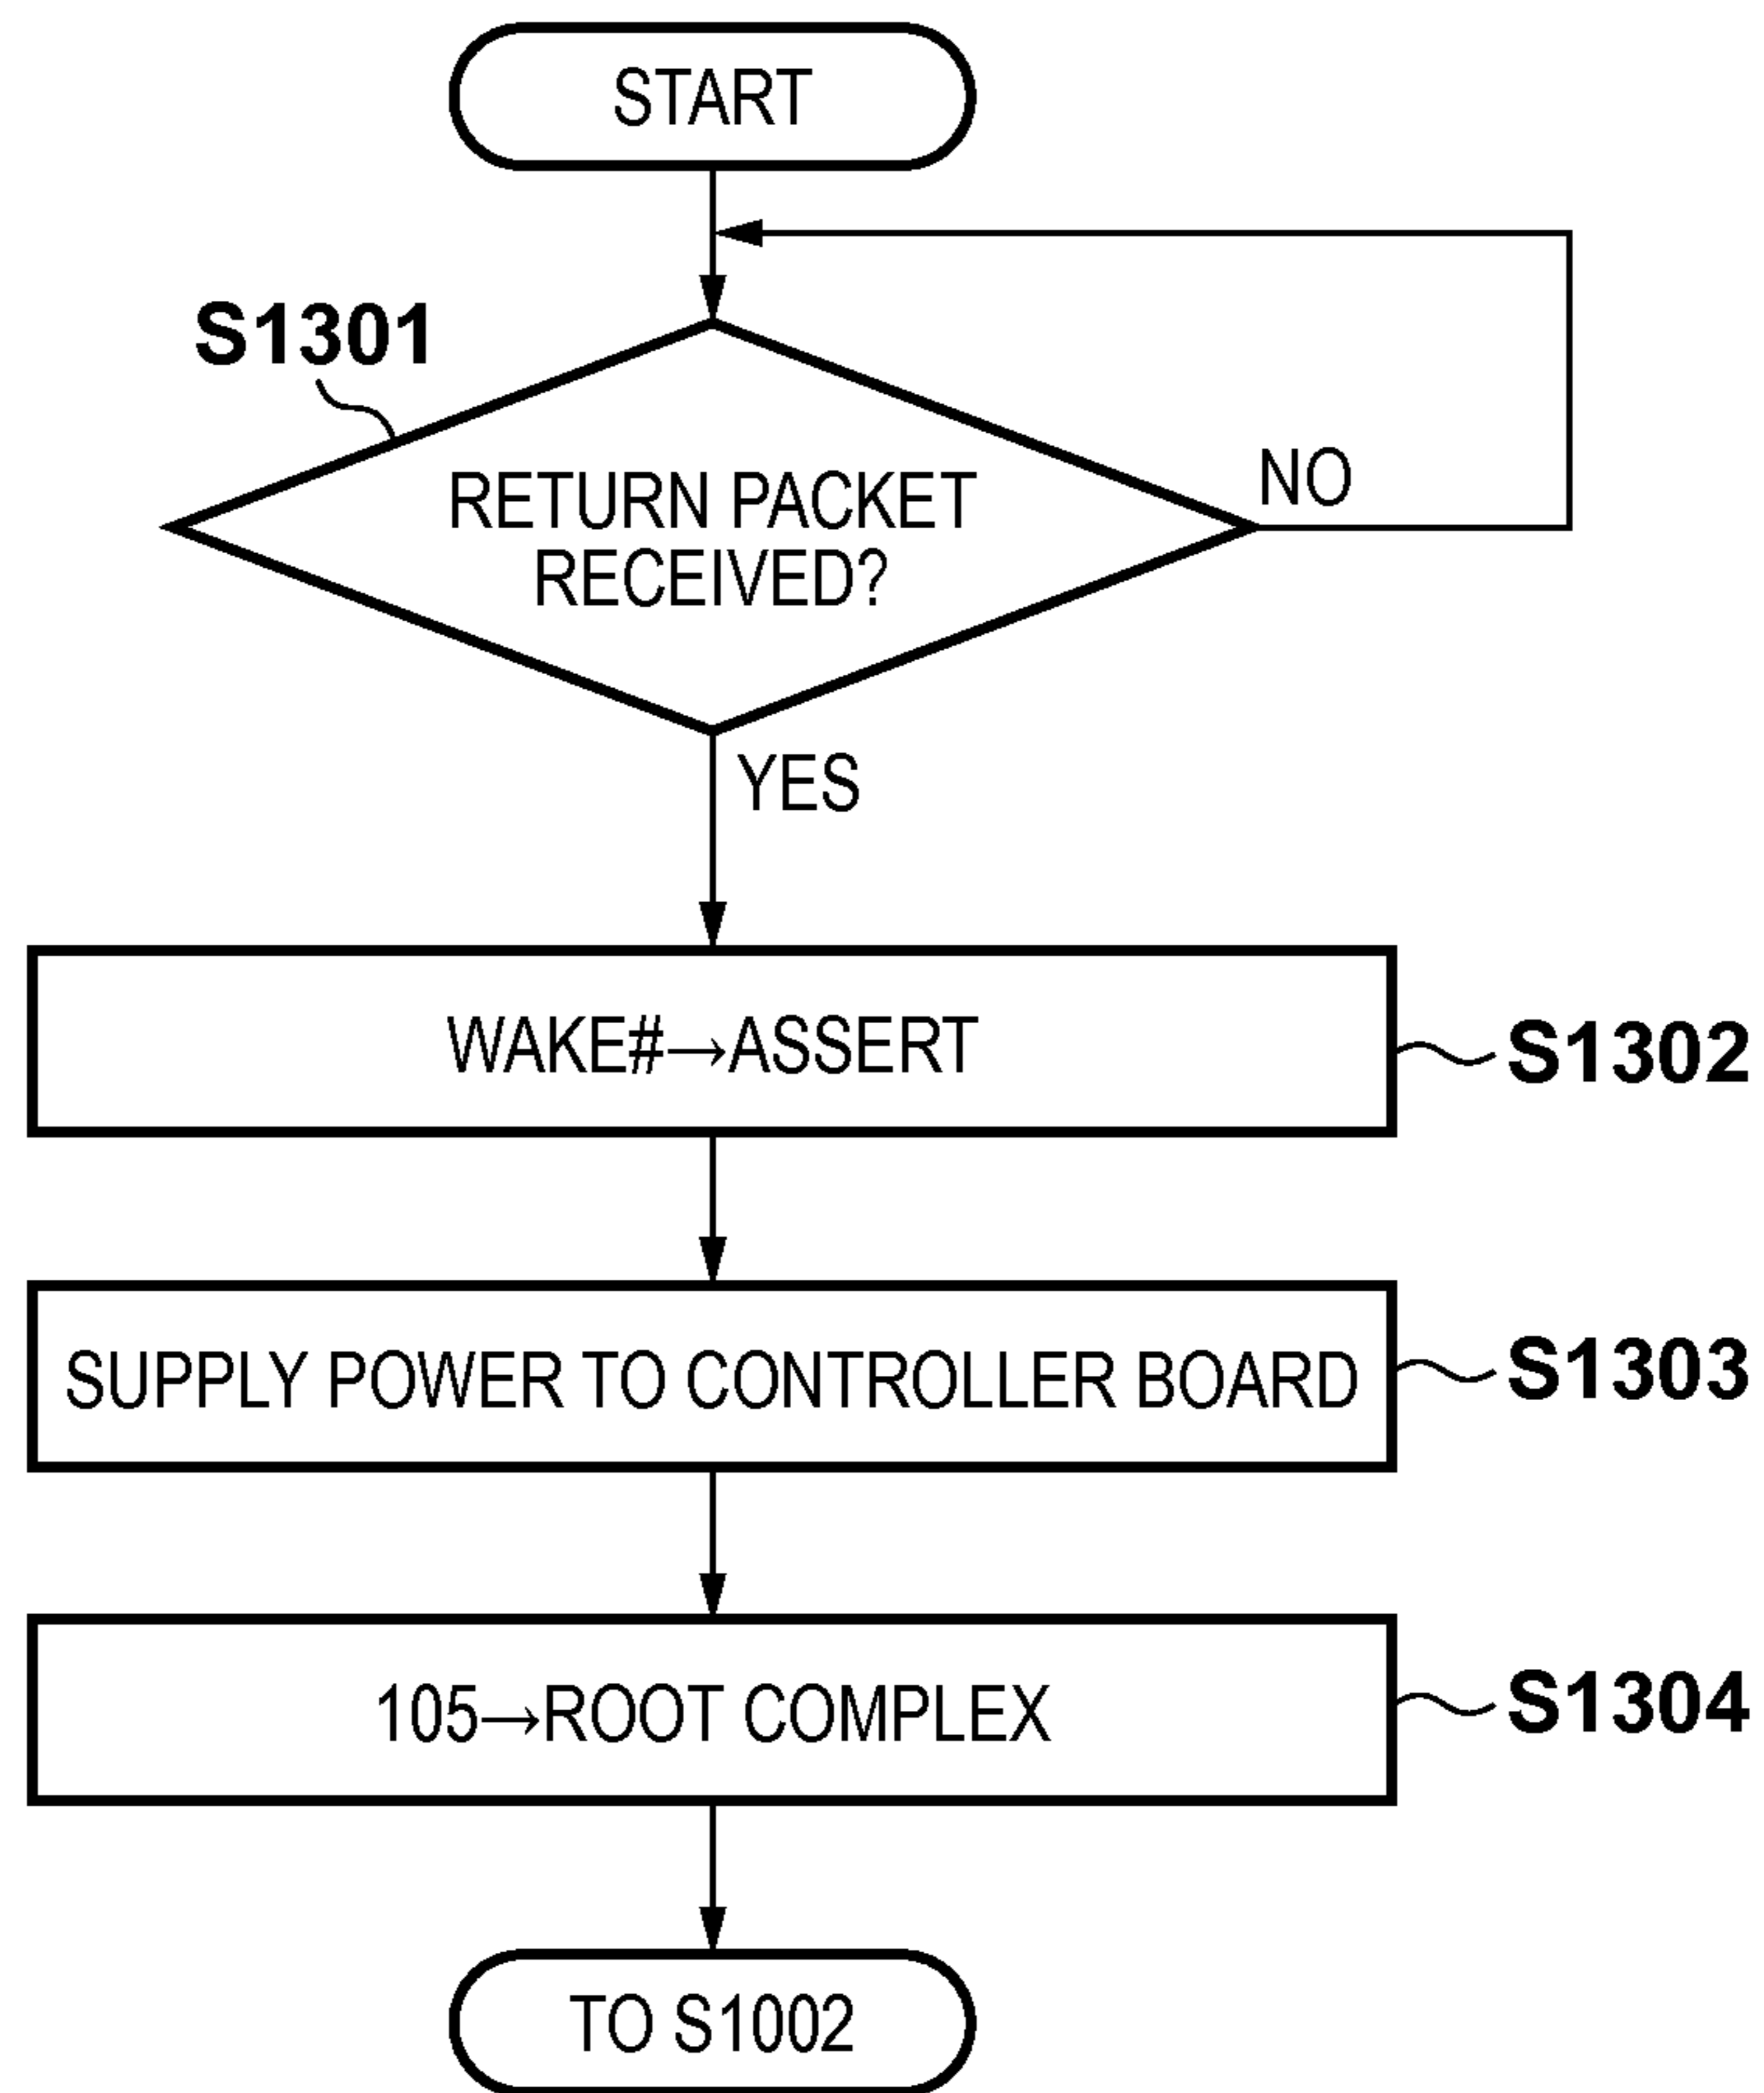 START
S1301
RETURN PACKET
RECEIVED?
NO
YES
WAKE#→ASSERT
S1302
SUPPLY POWER TO CONTROLLER BOARD
S1303
105→ROOT COMPLEX
S1304
TO S1002